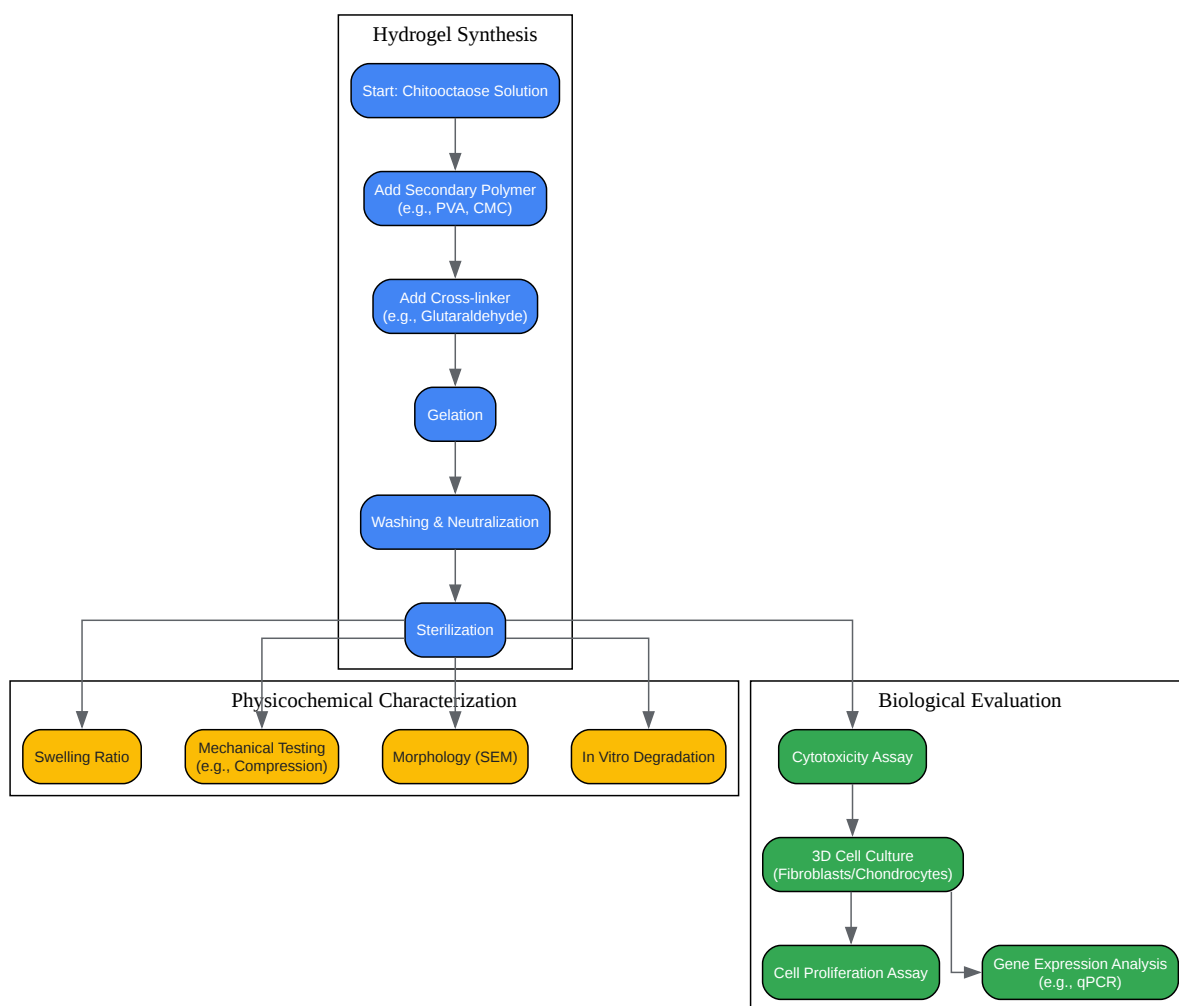 Hydrogel Synthesis
Start: Chitooctaose Solution
Add Secondary Polymer
(e.g., PVA, CMC)
Add Cross-linker
(e.g., Glutaraldehyde)
Gelation
Washing & Neutralization
Sterilization
Physicochemical Characterization
Swelling Ratio
Mechanical Testing
(e.g., Compression)
Morphology (SEM)
In Vitro Degradation
Biological Evaluation
Cytotoxicity Assay
3D Cell Culture
(Fibroblasts/Chondrocytes)
Cell Proliferation Assay
Gene Expression Analysis
(e.g., qPCR)